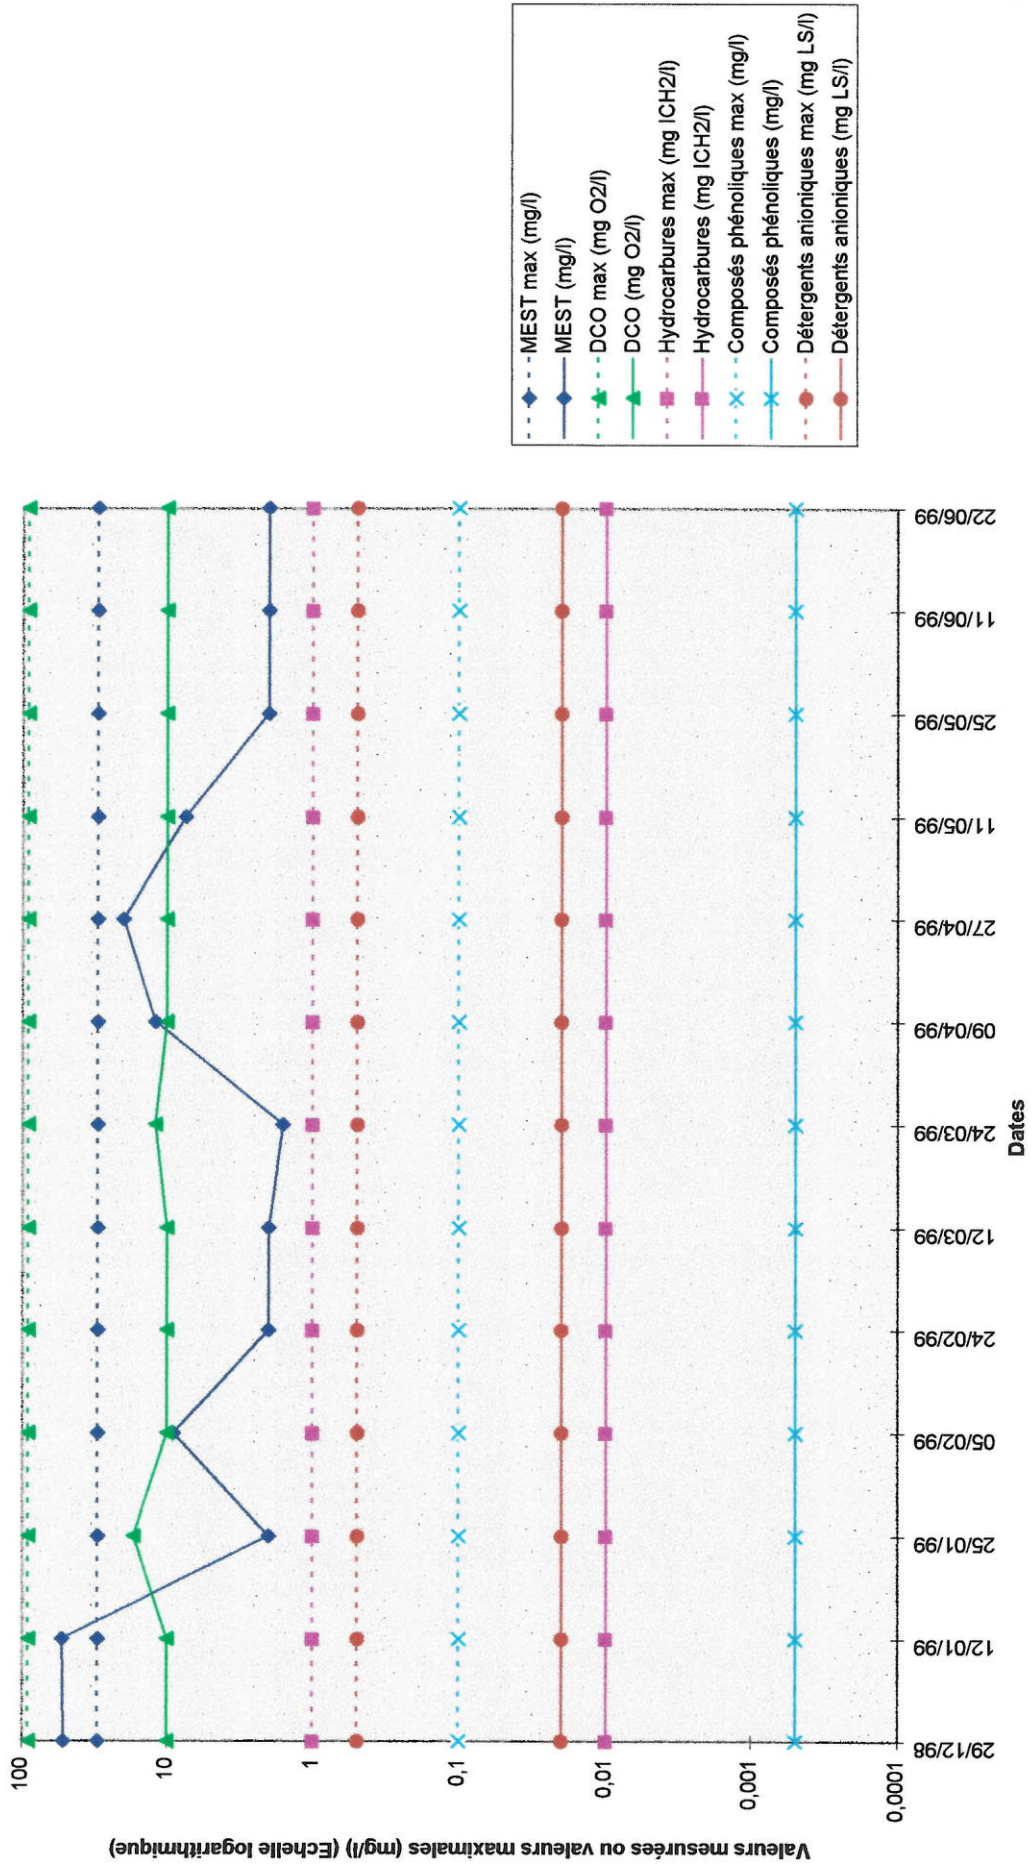 Valeurs mesurées ou valeurs maximales (mg/l) (Echelle logarithmique)
100
10
1
0,1
0,01
0,001
0,0001
29/12/98
12/01/99
25/01/99
05/02/99
24/02/99
12/03/99
24/03/99
09/04/99
27/04/99
11/05/99
25/05/99
11/06/99
22/06/99
Dates
MEST max (mg/l)
MEST (mg/l)
DCO max (mg O2/l)
DCO (mg O2/l)
Hydrocarbures max (mg ICH2/l)
Hydrocarbures (mg ICH2/l)
Composés phénoliques max (mg/l)
Composés phénoliques (mg/l)
Détergents anioniques max (mg LS/l)
Détergents anioniques (mg LS/l)